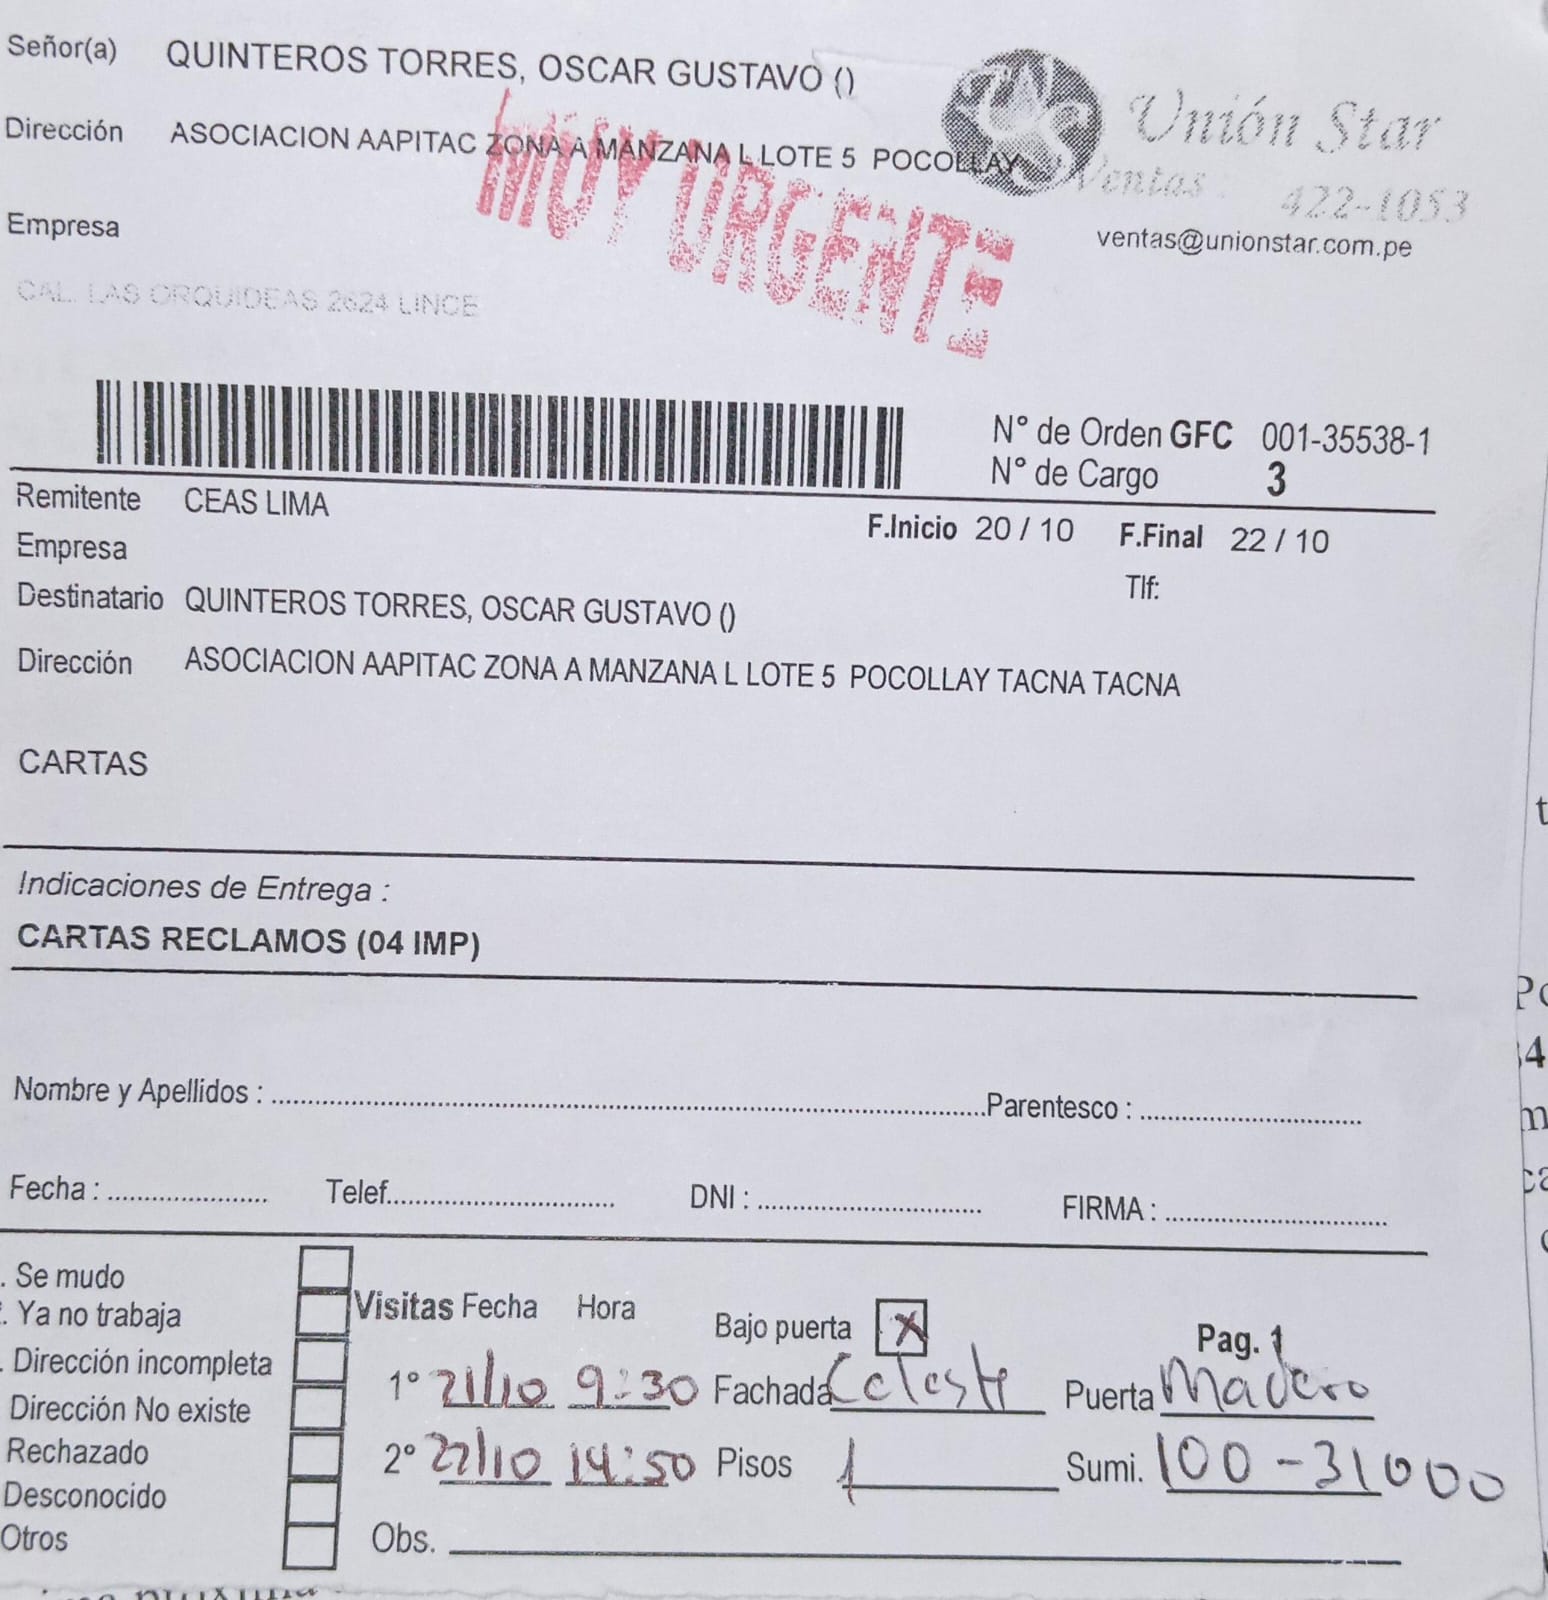 Señor(a) QUINTEROS TORRES, OSCAR GUSTAVO ()
Unión Star
Dirección ASOCIACION AAPITAC ZONA A MANZANA L LOTE 5 POCOLLAY
Ventas: 422-1053
MUY URGENTE
Empresa
ventas@unionstar.com.pe
CAL. LAS ORQUIDEAS 2624 LINCE
N° de Orden GFC 001-35538-1
N° de Cargo 3
Remitente CEAS LIMA
F.Inicio 20 / 10 F.Final 22 / 10
Empresa
Tlf:
Destinatario QUINTEROS TORRES, OSCAR GUSTAVO ()
Dirección ASOCIACION AAPITAC ZONA A MANZANA L LOTE 5 POCOLLAY TACNA TACNA
CARTAS
Indicaciones de Entrega :
CARTAS RECLAMOS (04 IMP)
Nombre y Apellidos : Parentesco :
Fecha : Telef. DNI : FIRMA :
. Se mudo
. Ya no trabaja
. Dirección incompleta
Dirección No existe
Rechazado
Desconocido
Otros
Visitas Fecha Hora Bajo puerta X Pag. 1
1° 21/10 9:30 Fachada Celeste Puerta Madero
2° 22/10 14:50 Pisos 1 Sumi. 100-31000
Obs.